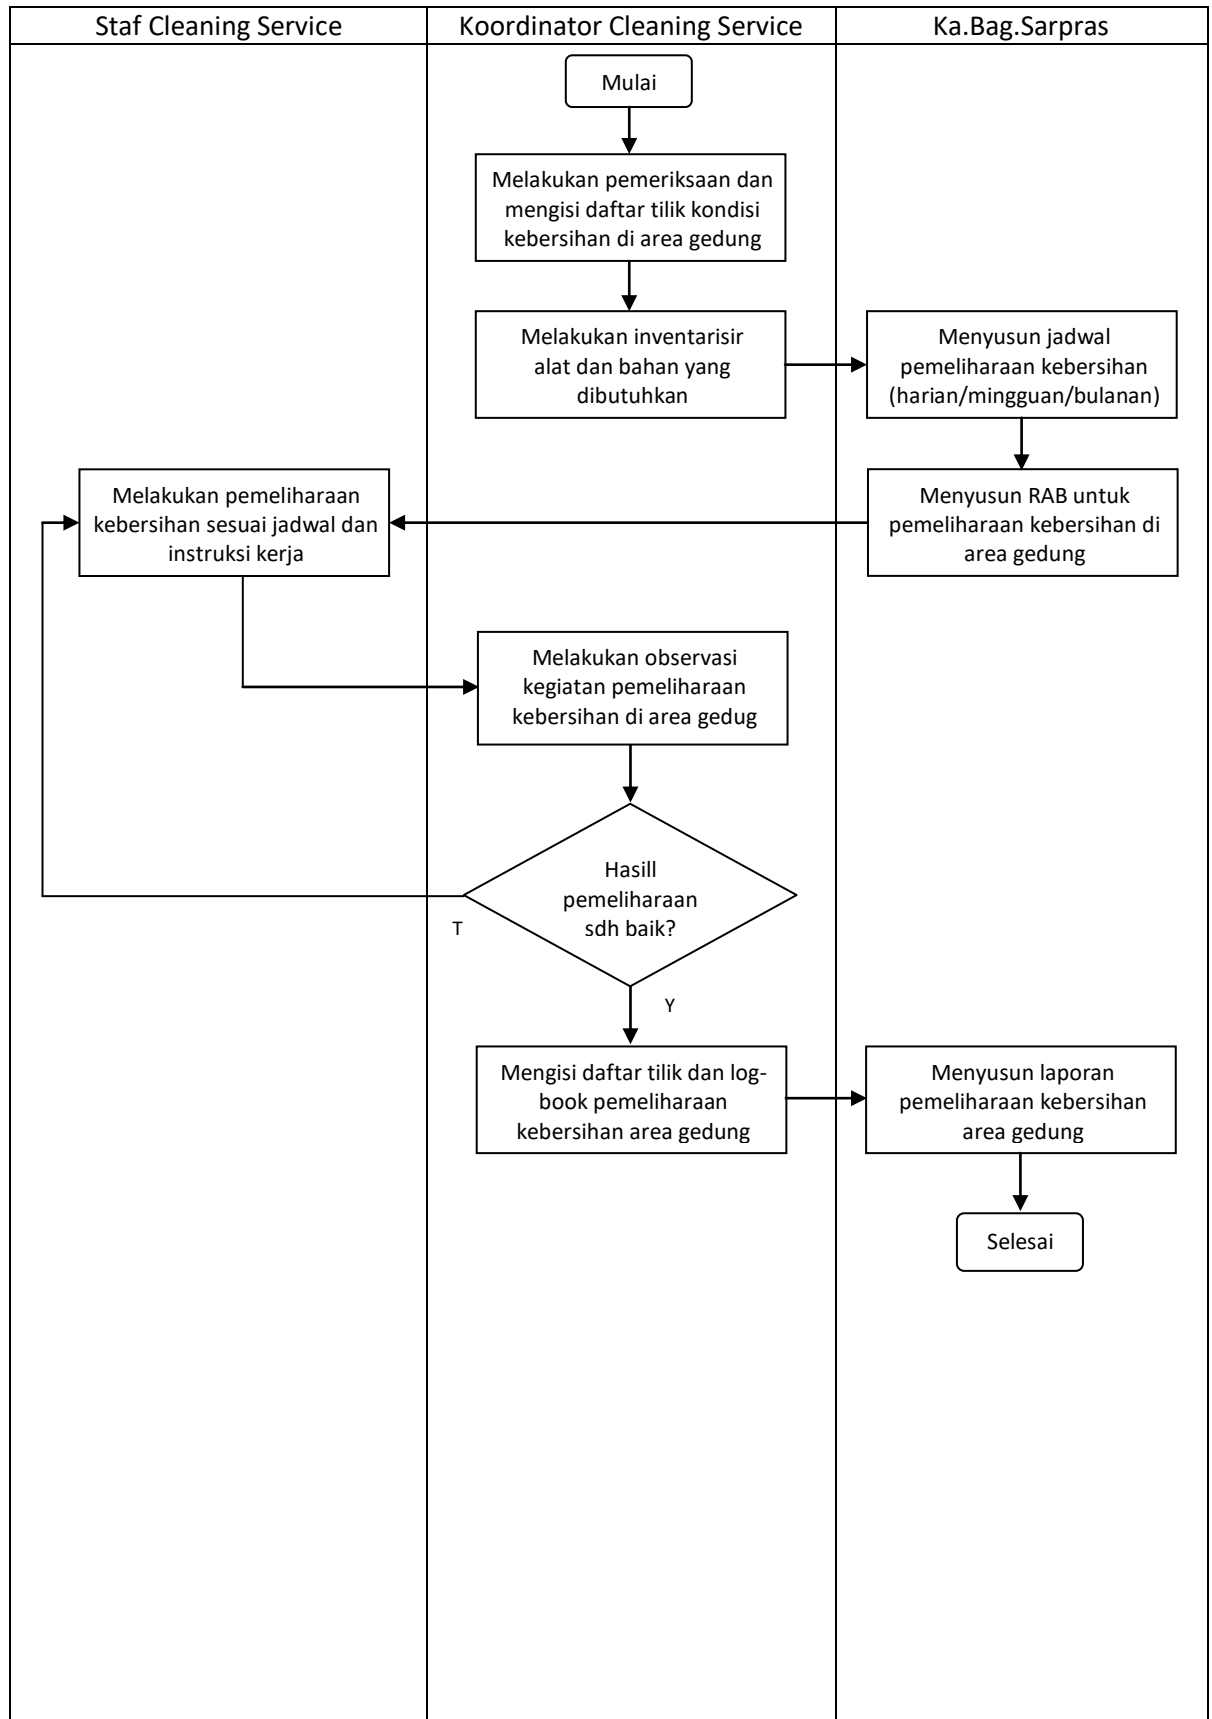 Staf Cleaning Service
Koordinator Cleaning Service
Ka.Bag.Sarpras
Mulai
Melakukan pemeriksaan dan
mengisi daftar tilik kondisi
kebersihan di area gedung
Melakukan inventarisir
alat dan bahan yang
dibutuhkan
Menyusun jadwal
pemeliharaan kebersihan
(harian/mingguan/bulanan)
Melakukan pemeliharaan
kebersihan sesuai jadwal dan
instruksi kerja
Menyusun RAB untuk
pemeliharaan kebersihan di
area gedung
Melakukan observasi
kegiatan pemeliharaan
kebersihan di area gedug
Hasill
pemeliharaan
sdh baik?
T
Y
Mengisi daftar tilik dan log-
book pemeliharaan
kebersihan area gedung
Menyusun laporan
pemeliharaan kebersihan
area gedung
Selesai